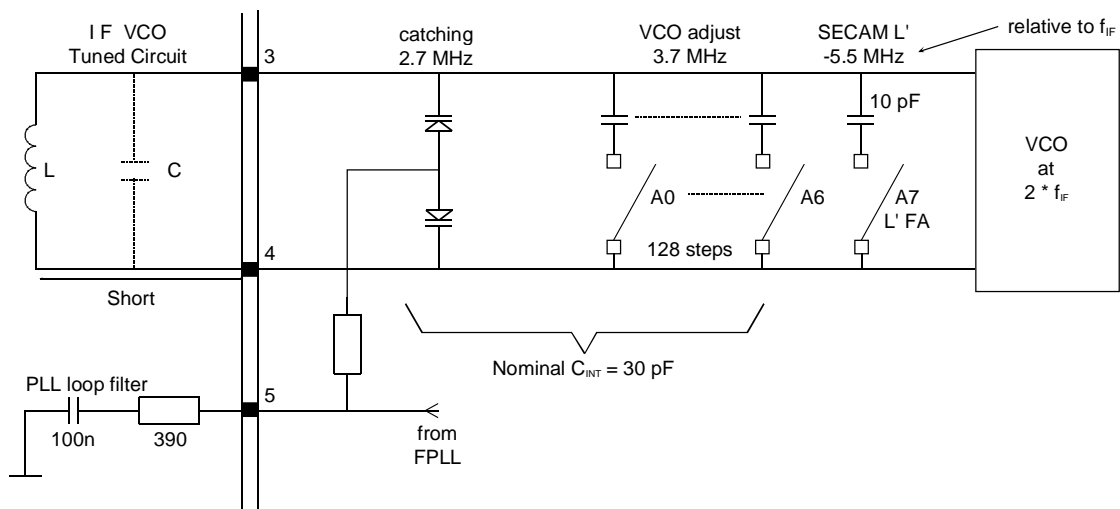 I F VCO
Tuned Circuit
3
catching
2.7 MHz
VCO adjust
3.7 MHz
SECAM L'
-5.5 MHz
relative to fIF
10 pF
L
C
A0
A6
A7
L' FA
VCO
at
2 * fIF
4
128 steps
Short
Nominal CINT = 30 pF
PLL loop filter
5
100n
390
from
FPLL